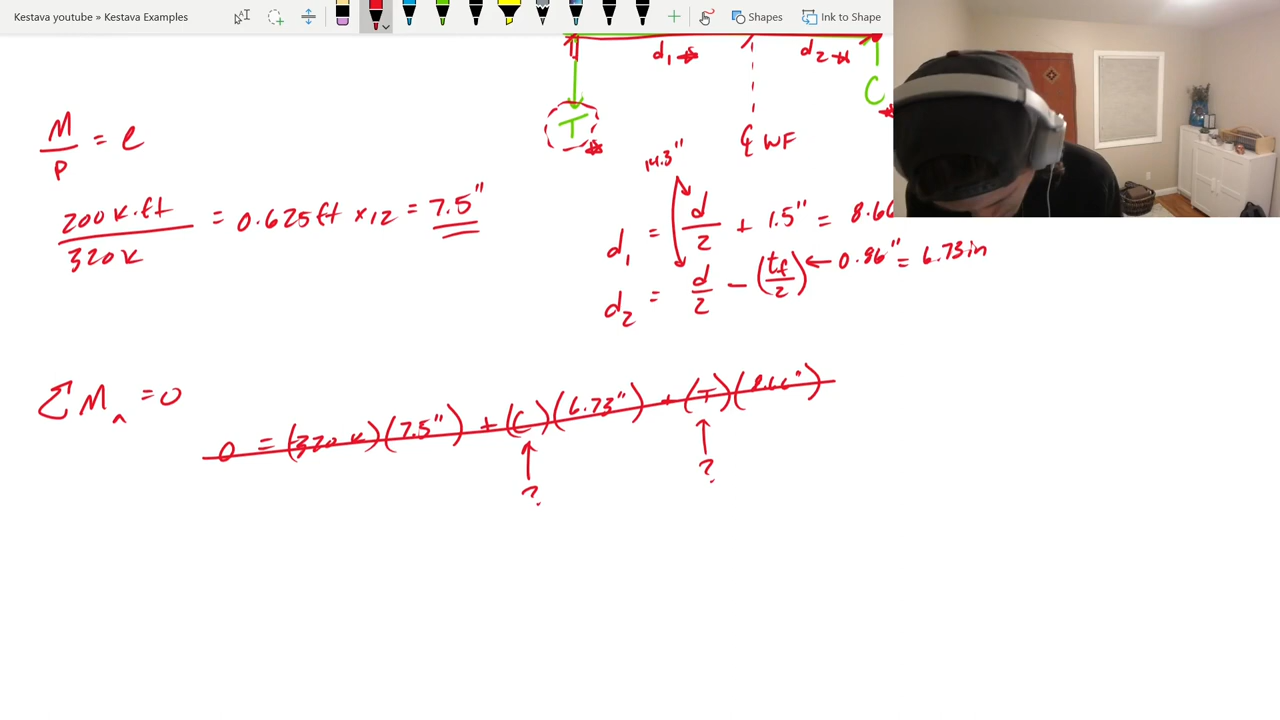 Kestava youtube » Kestava Examples
Shapes
Ink to Shape
d₁
d₂
C
T
℄ WF
M/P = e
14.3"
200 K.ft / 320 K = 0.625 ft × 12 = 7.5"
d₁ = d/2 + 1.5" = 8.66
d₂ = d/2 - (tf/2) ← 0.86" = 6.73 in
ΣM^ = 0
0 = (320 K)(7.5") + (C)(6.73") + (T)(8.66")
?
?